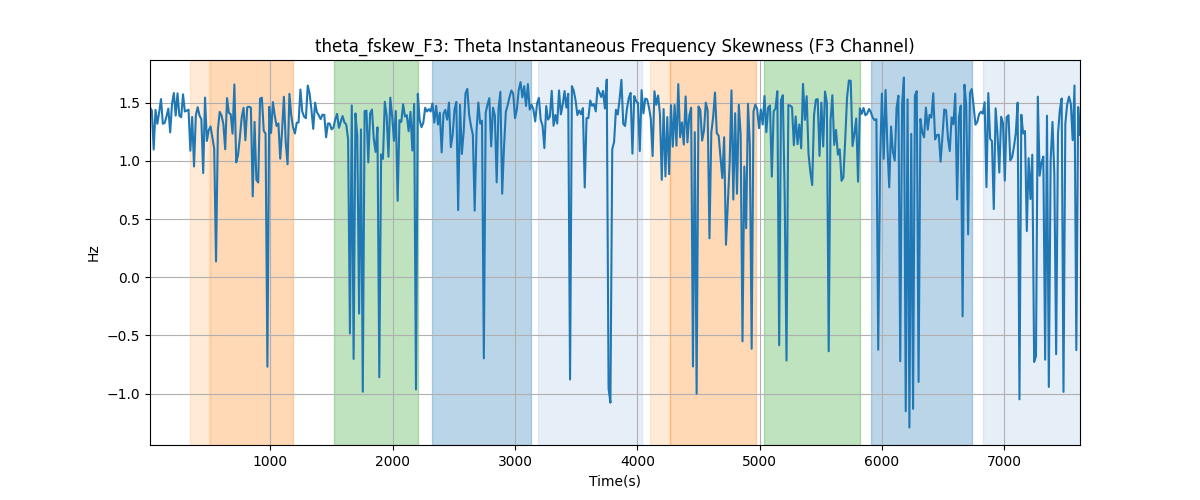 theta_fskew_F3: Theta Instantaneous Frequency Skewness (F3 Channel)
Hz
1.5
1.0
0.5
0.0
−0.5
−1.0
1000 2000 3000 4000 5000 6000 7000
Time(s)